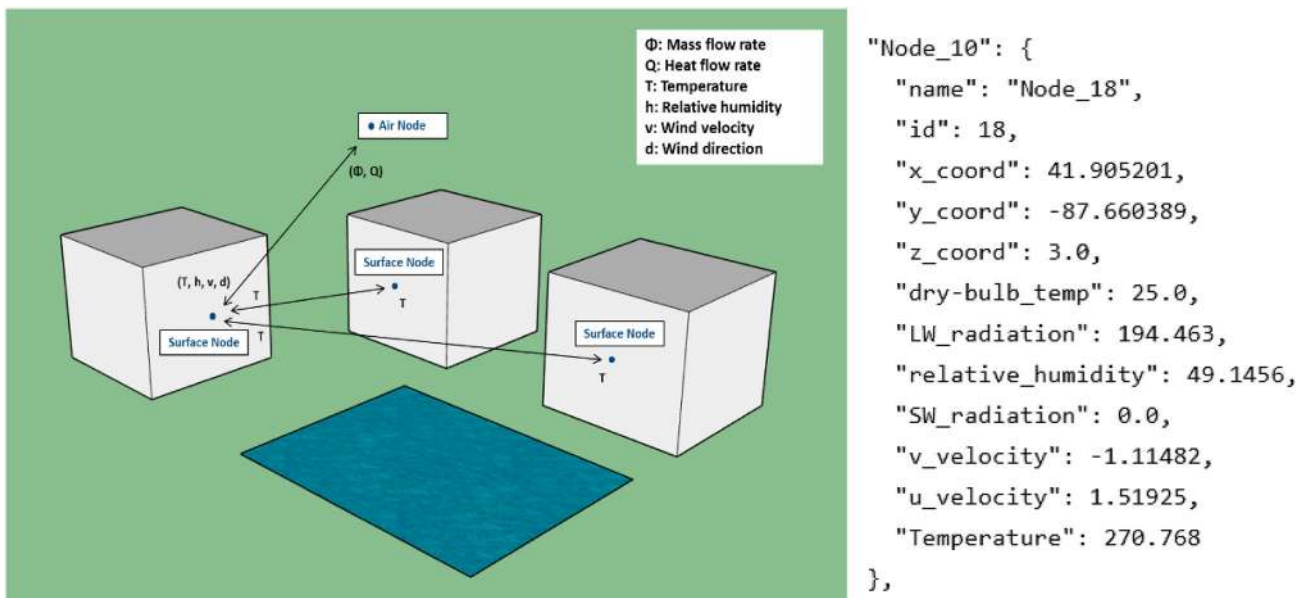 Φ: Mass flow rate
Q: Heat flow rate
T: Temperature
h: Relative humidity
v: Wind velocity
d: Wind direction
Air Node
(Φ, Q)
Surface Node
T
(T, h, v, d)
T
Surface Node
T
Surface Node
T
"Node_10": {
"name": "Node_18",
"id": 18,
"x_coord": 41.905201,
"y_coord": -87.660389,
"z_coord": 3.0,
"dry-bulb_temp": 25.0,
"LW_radiation": 194.463,
"relative_humidity": 49.1456,
"SW_radiation": 0.0,
"v_velocity": -1.11482,
"u_velocity": 1.51925,
"Temperature": 270.768
},